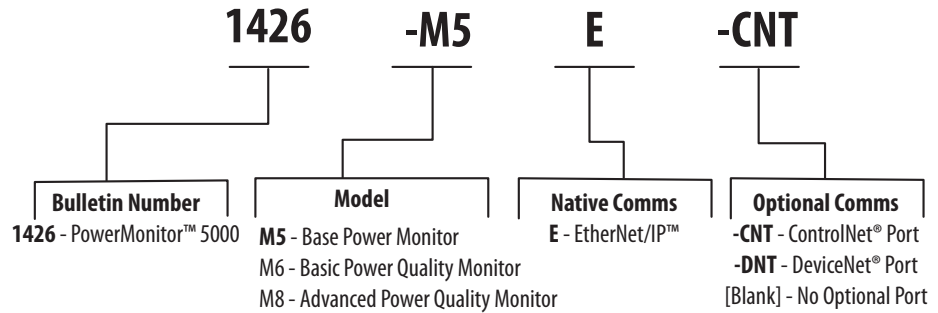 1426 -M5 E -CNT
Bulletin Number
1426 - PowerMonitor™ 5000
Model
M5 - Base Power Monitor
M6 - Basic Power Quality Monitor
M8 - Advanced Power Quality Monitor
Native Comms
E - EtherNet/IP™
Optional Comms
-CNT - ControlNet® Port
-DNT - DeviceNet® Port
[Blank] - No Optional Port